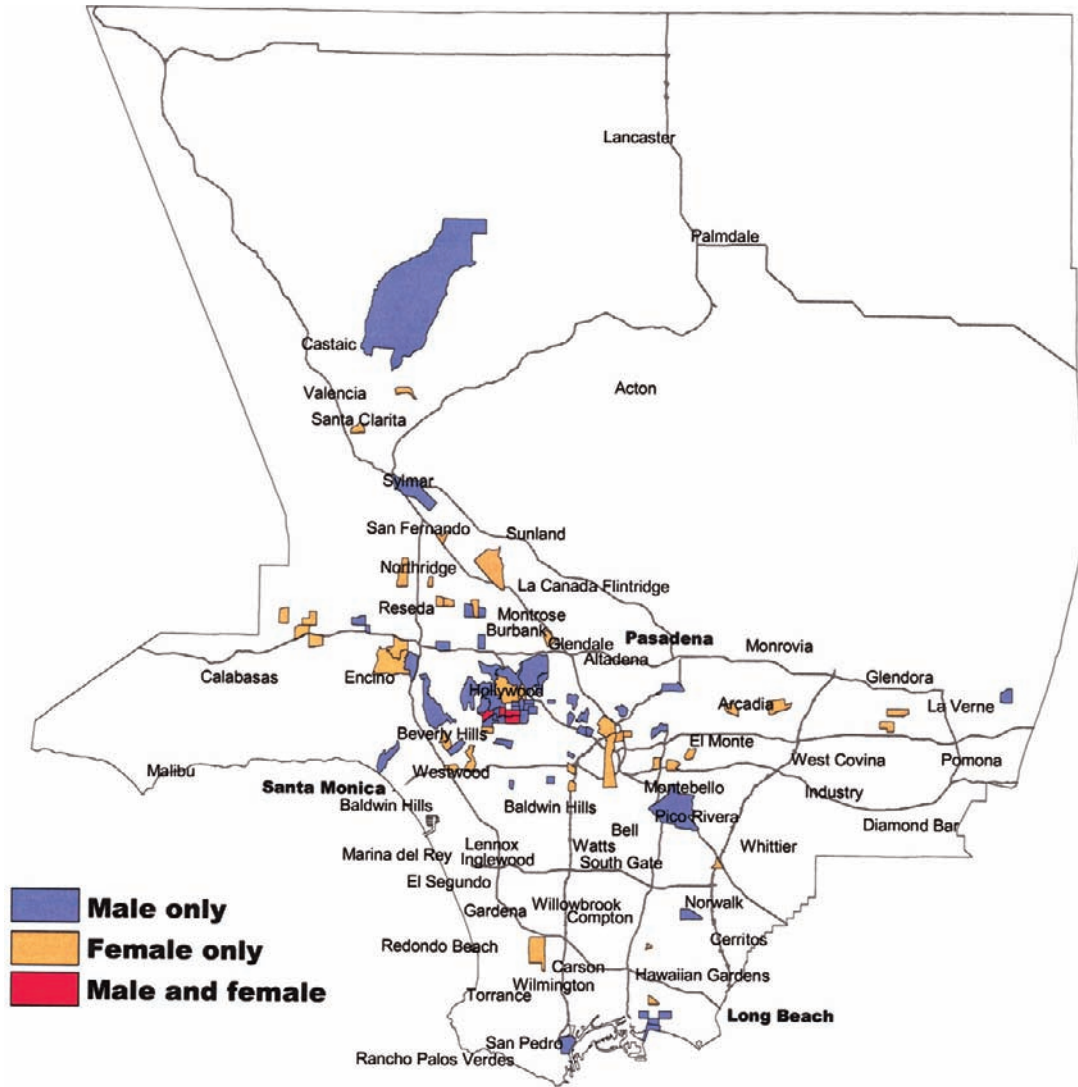 Lancaster
Palmdale
Castaic
Acton
Valencia
Santa Clarita
Sylmar
San Fernando
Sunland
Northridge
La Canada Flintridge
Reseda
Montrose
Burbank
Glendale
Pasadena
Monrovia
Altadena
Calabasas
Encino
Glendora
Hollywood
Arcadia
La Verne
Beverly Hills
El Monte
West Covina
Pomona
Malibu
Westwood
Santa Monica
Montebello
Industry
Baldwin Hills
Baldwin Hills
Pico Rivera
Diamond Bar
Bell
Lennox
Watts
Whittier
Marina del Rey
Inglewood
South Gate
El Segundo
Male only
Gardena
Willowbrook
Compton
Norwalk
Female only
Redondo Beach
Cerritos
Carson
Hawaiian Gardens
Male and female
Wilmington
Torrance
Long Beach
San Pedro
Rancho Palos Verdes